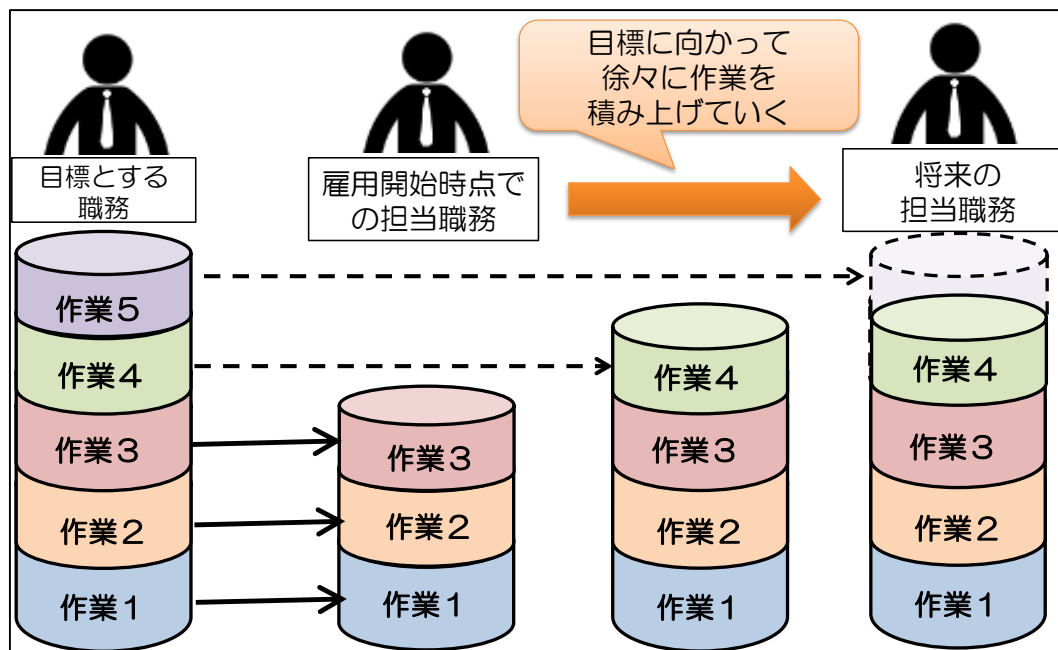 目標に向かって
徐々に作業を
積み上げていく
目標とする
職務
雇用開始時点で
の担当職務
将来の
担当職務
作業５
作業４
作業３
作業２
作業１
作業３
作業２
作業１
作業４
作業３
作業２
作業１
作業４
作業３
作業２
作業１